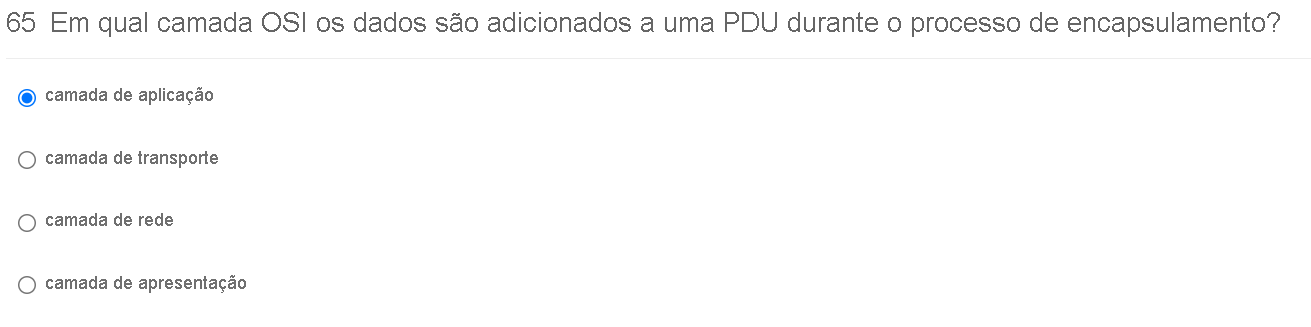 65 Em qual camada OSI os dados são adicionados a uma PDU durante o processo de encapsulamento?
camada de aplicação
camada de transporte
camada de rede
camada de apresentação